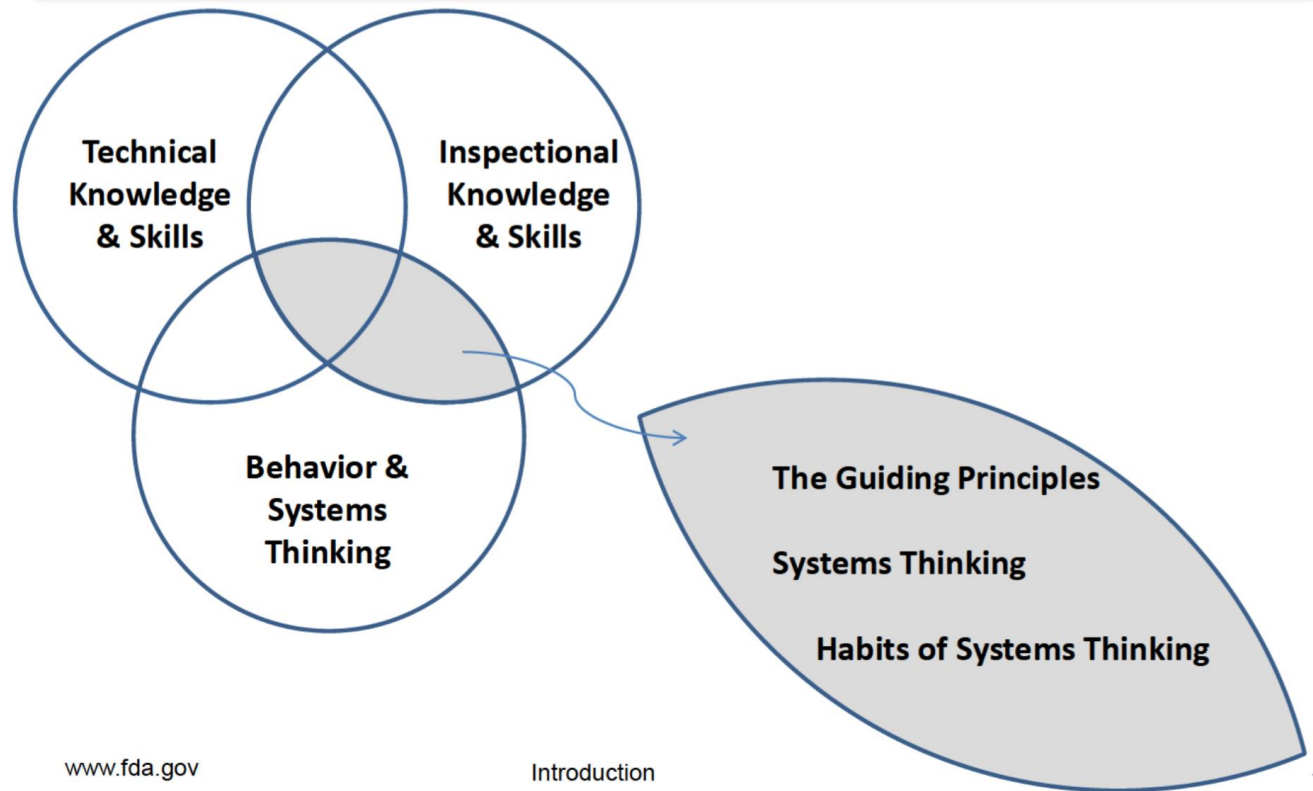 Technical
Knowledge
& Skills
Inspectional
Knowledge
& Skills
Behavior &
Systems
Thinking
The Guiding Principles
Systems Thinking
Habits of Systems Thinking
www.fda.gov
Introduction